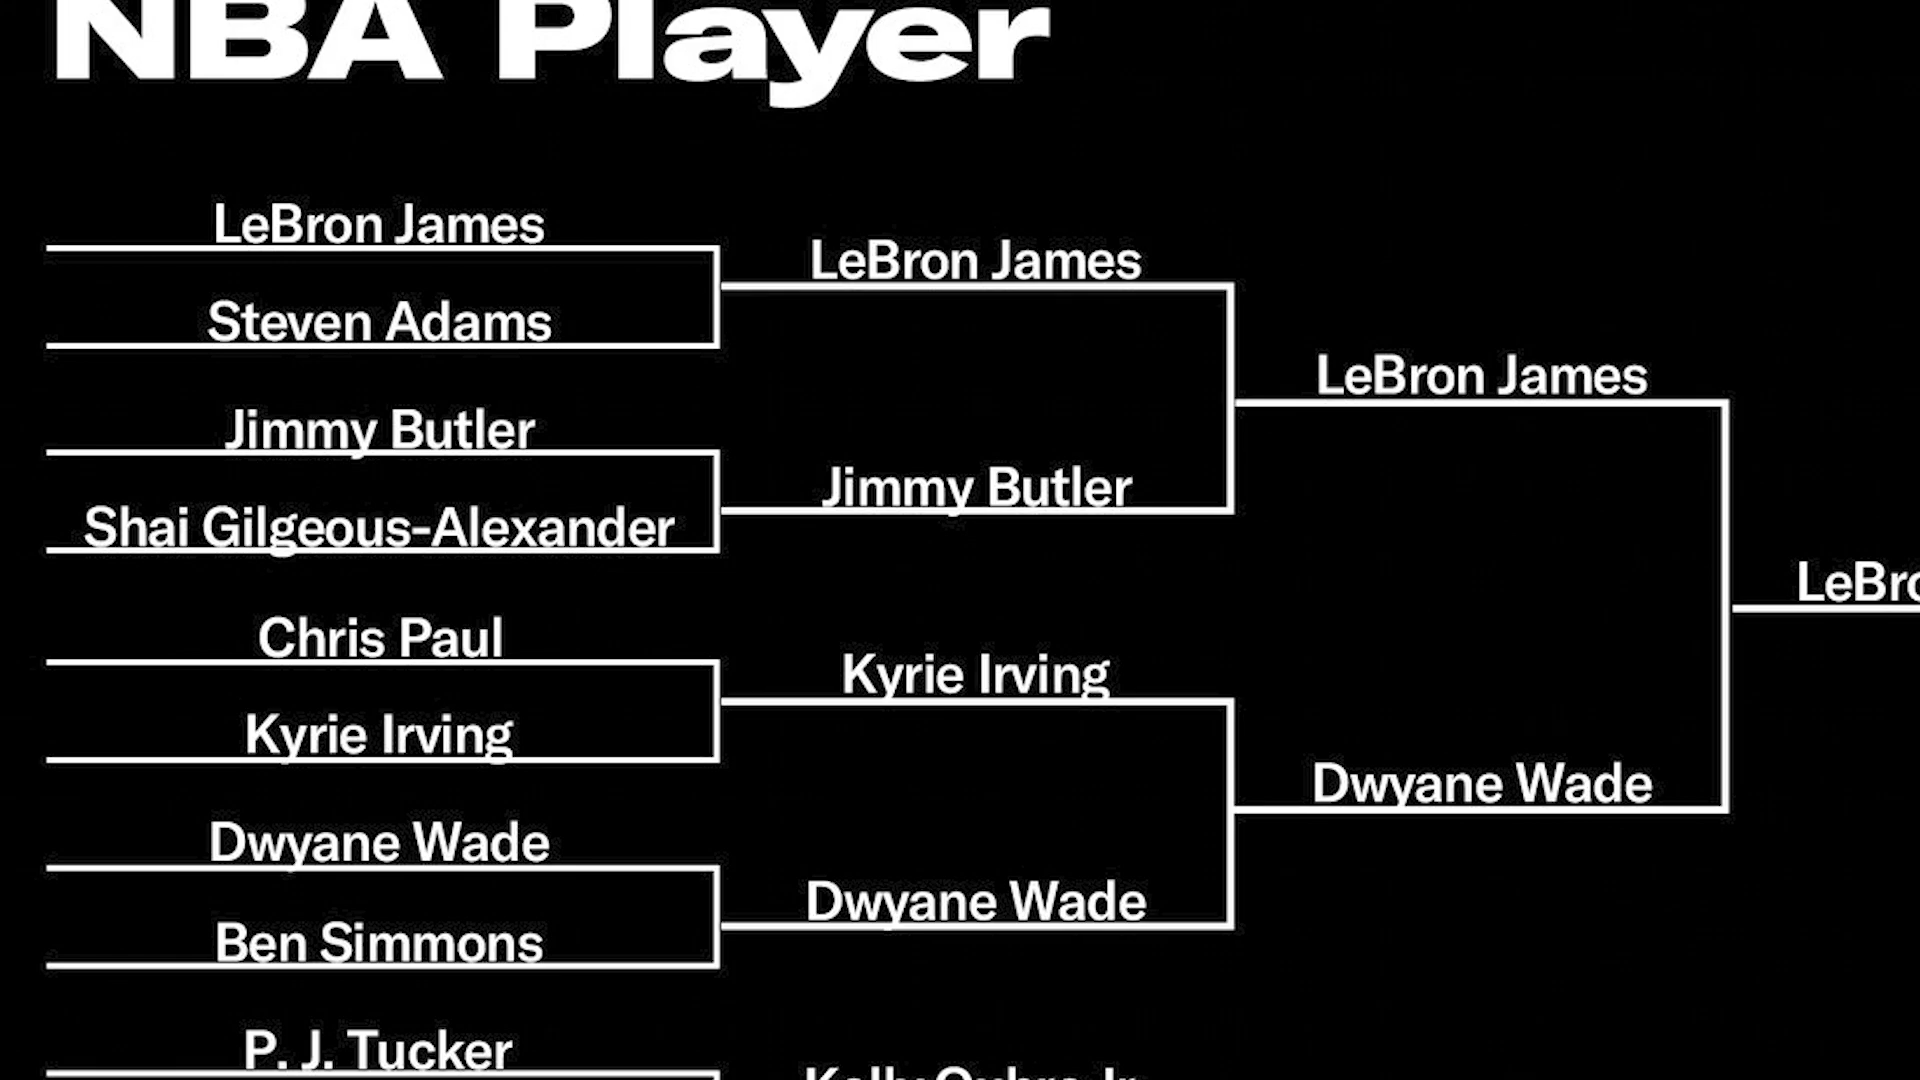 NBA Player
LeBron James
Steven Adams
Jimmy Butler
Shai Gilgeous-Alexander
Chris Paul
Kyrie Irving
Dwyane Wade
Ben Simmons
P. J. Tucker
LeBron James
Jimmy Butler
Kyrie Irving
Dwyane Wade
LeBron James
Dwyane Wade
LeBro